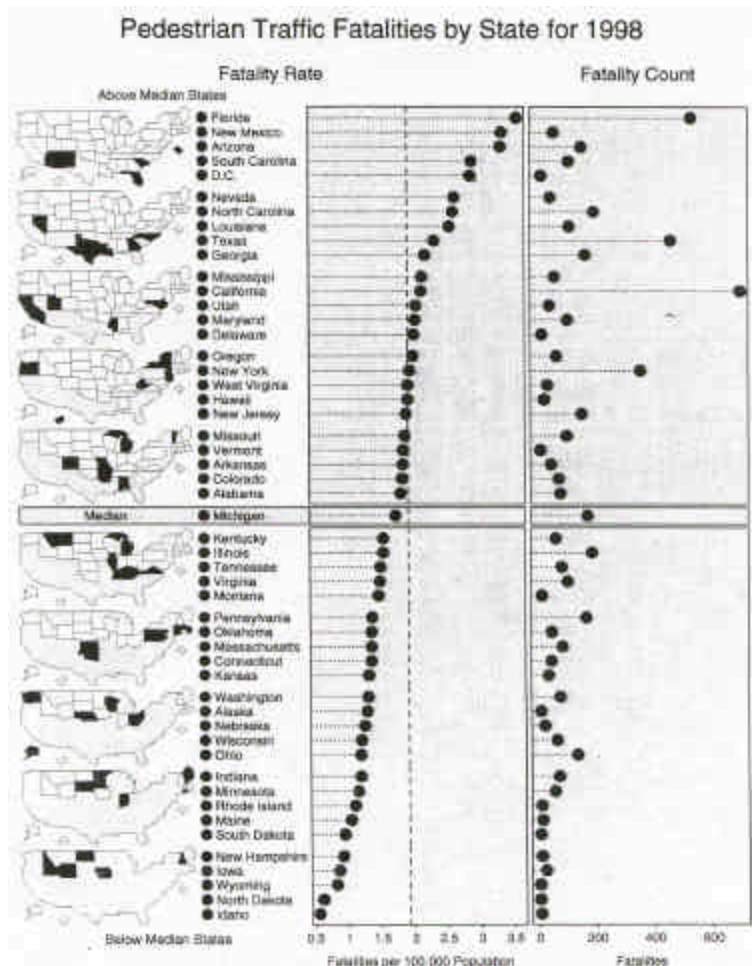 Pedestrian Traffic Fatalities by State for 1998
Fatality Rate
Fatality Count
Above Median States
Florida
New Mexico
Arizona
South Carolina
D.C.
Nevada
North Carolina
Louisiana
Texas
Georgia
Mississippi
California
Utah
Maryland
Delaware
Oregon
New York
West Virginia
Hawaii
New Jersey
Missouri
Vermont
Arkansas
Colorado
Alabama
Median Michigan
Kentucky
Illinois
Tennessee
Virginia
Montana
Pennsylvania
Oklahoma
Massachusetts
Connecticut
Kansas
Washington
Alaska
Nebraska
Wisconsin
Ohio
Indiana
Minnesota
Rhode Island
Maine
South Dakota
New Hampshire
Iowa
Wyoming
North Dakota
Idaho
Below Median States
0.5 1 1.5 2 2.5 3 3.5
0 200 400 600
Fatalities per 100,000 Population
Fatalities